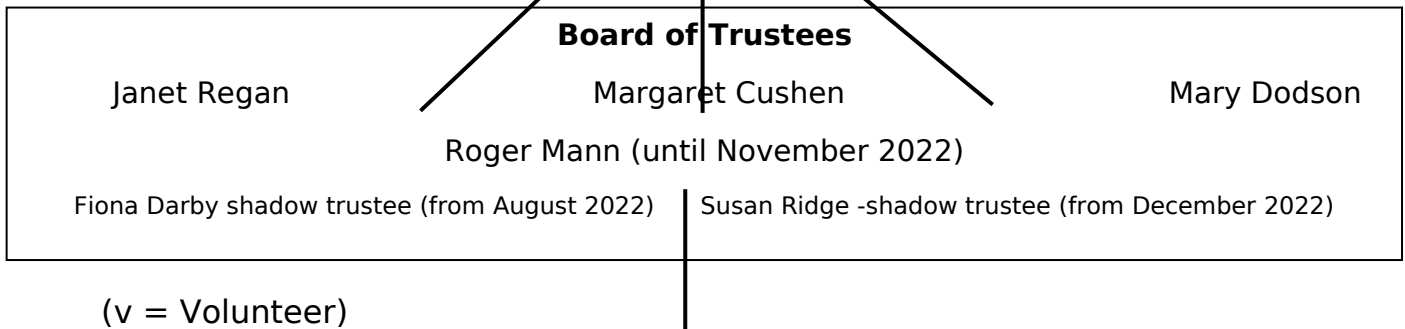 Board of Trustees
Janet Regan Margaret Cushen Mary Dodson
Roger Mann (until November 2022)
Fiona Darby shadow trustee (from August 2022) Susan Ridge -shadow trustee (from December 2022)
(v = Volunteer)